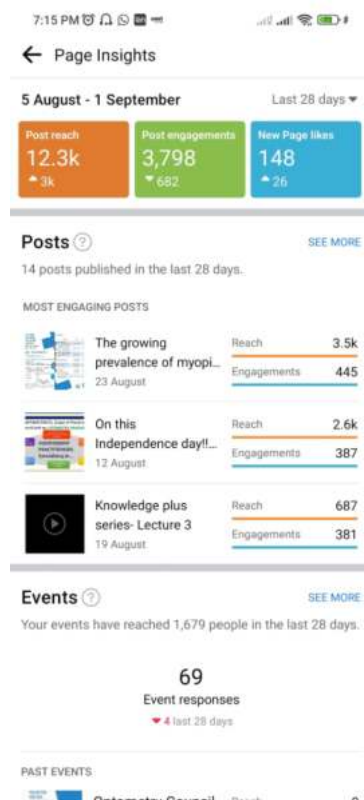 7:15 PM
Page Insights
5 August - 1 September Last 28 days
Post reach
12.3k
3k
Post engagements
3,798
682
New Page likes
148
26
Posts ? SEE MORE
14 posts published in the last 28 days.
MOST ENGAGING POSTS
The growing
prevalence of myopi...
23 August
Reach 3.5k
Engagements 445
On this
Independence day!!...
12 August
Reach 2.6k
Engagements 387
Knowledge plus
series- Lecture 3
19 August
Reach 687
Engagements 381
Events ? SEE MORE
Your events have reached 1,679 people in the last 28 days.
69
Event responses
4 last 28 days
PAST EVENTS
Optometry Council